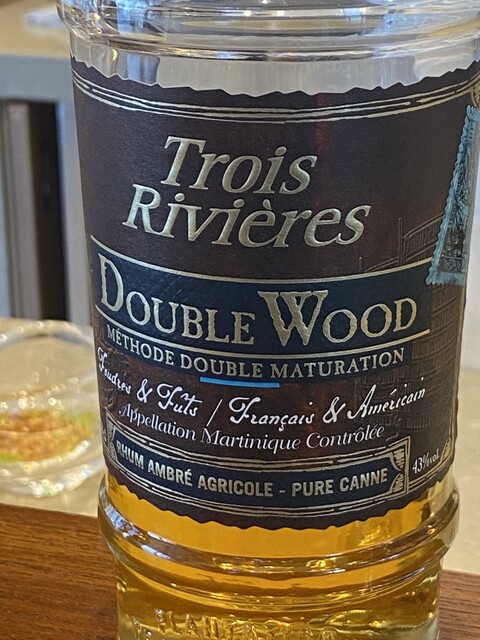 Trois
Rivières
DOUBLE WOOD
MÉTHODE DOUBLE MATURATION
Foudres & Fûts / Français & Américain
Appellation Martinique Contrôlée
RHUM AMBRÉ AGRICOLE - PURE CANNE
43%vol.